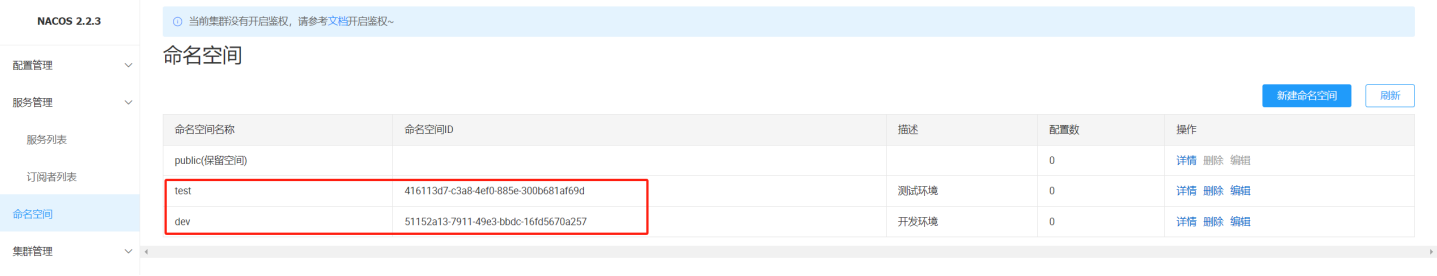 NACOS 2.2.3
当前集群没有开启鉴权，请参考文档开启鉴权~
命名空间
配置管理
服务管理
服务列表
订阅者列表
命名空间
集群管理
新建命名空间 刷新
命名空间名称 命名空间ID 描述 配置数 操作
public(保留空间) 0 详情 删除 编辑
test 416113d7-c3a8-4ef0-885e-300b681af69d 测试环境 0 详情 删除 编辑
dev 51152a13-7911-49e3-bbdc-16fd5670a257 开发环境 0 详情 删除 编辑